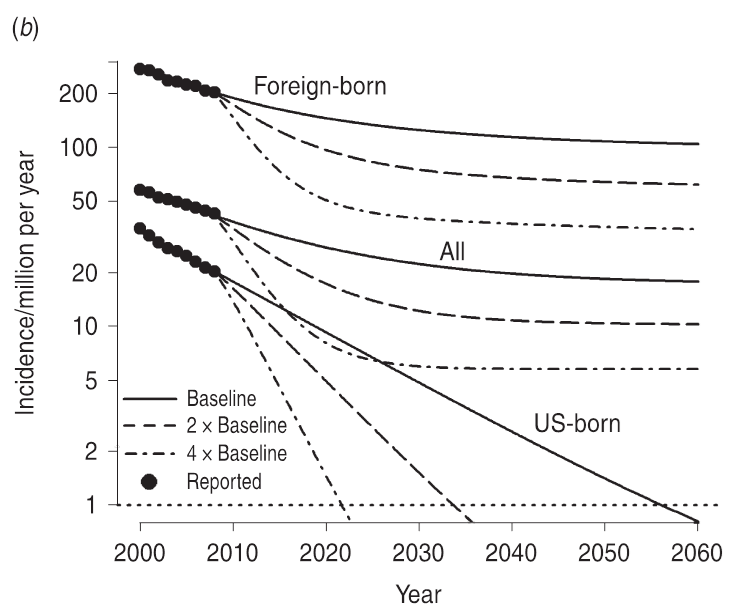 (b)
Incidence/million per year
200
100
50
20
10
5
2
1
Foreign-born
All
US-born
Baseline
2 × Baseline
4 × Baseline
Reported
2000 2010 2020 2030 2040 2050 2060
Year